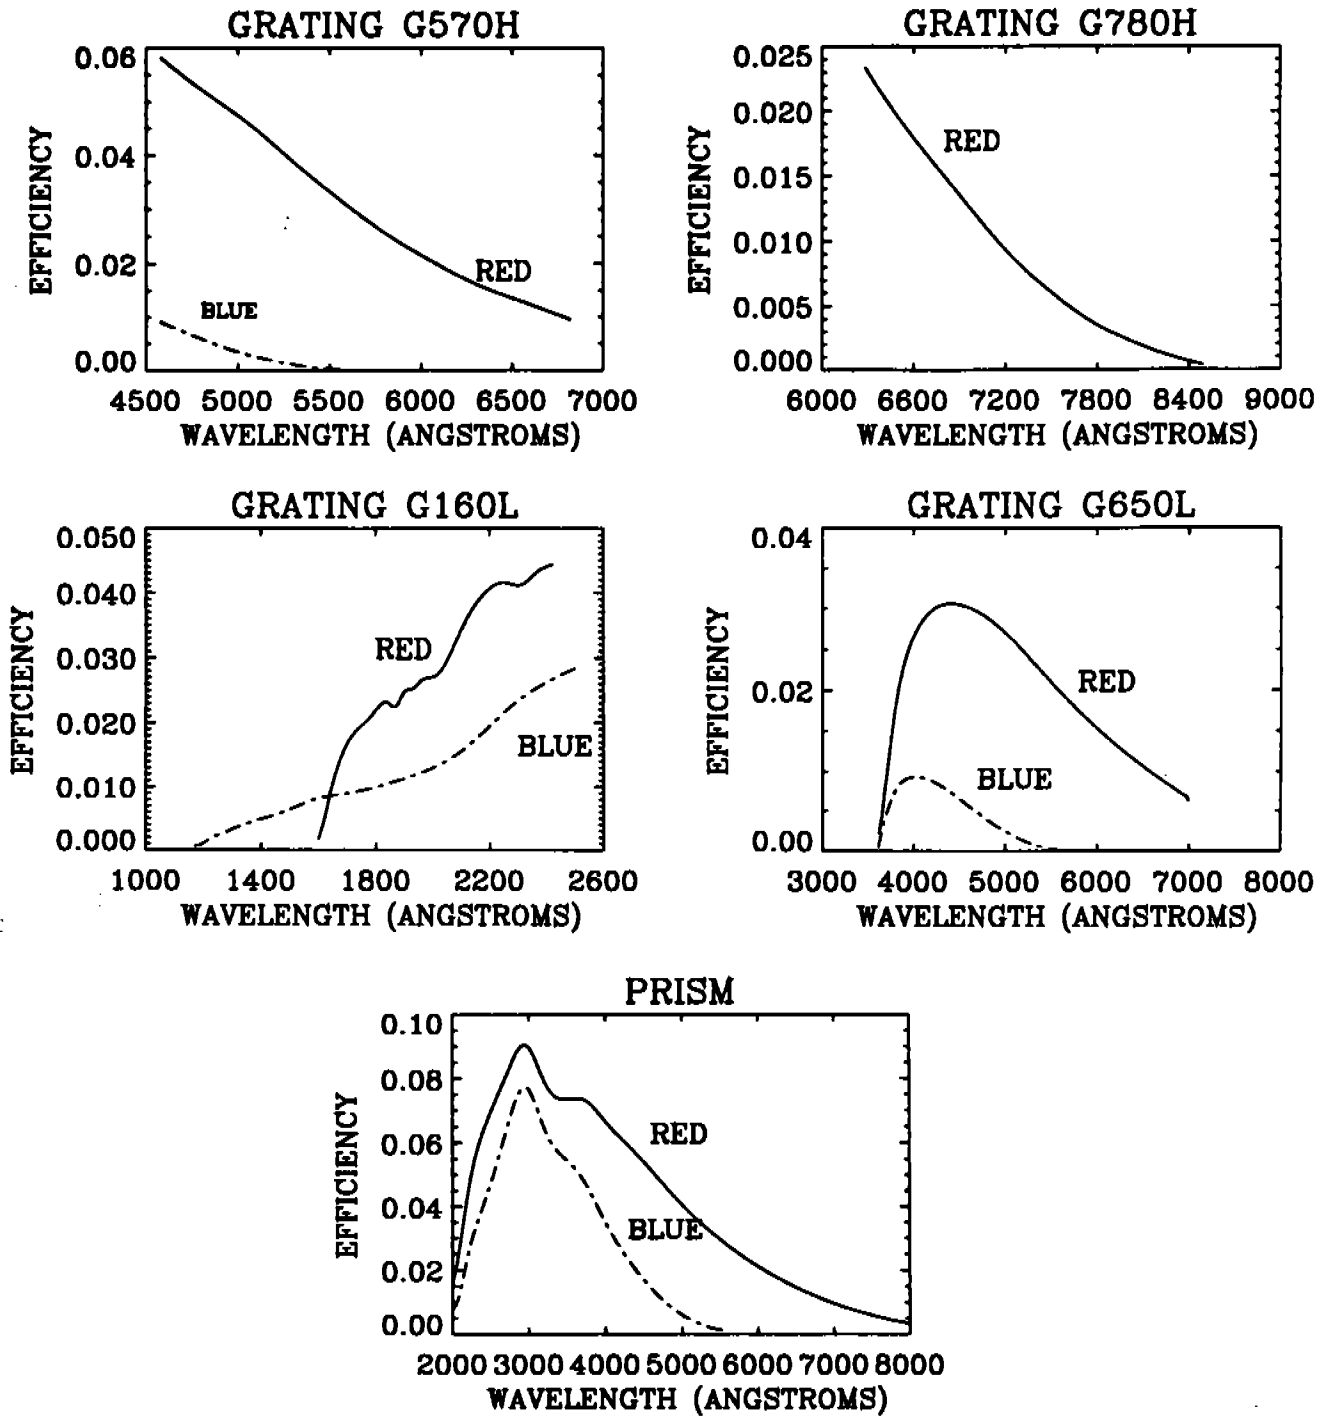 GRATING G570H
0.06
0.04
0.02
0.00
EFFICIENCY
RED
BLUE
4500 5000 5500 6000 6500 7000
WAVELENGTH (ANGSTROMS)
GRATING G780H
0.025
0.020
0.015
0.010
0.005
0.000
EFFICIENCY
RED
6000 6600 7200 7800 8400 9000
WAVELENGTH (ANGSTROMS)
GRATING G160L
0.050
0.040
0.030
0.020
0.010
0.000
EFFICIENCY
RED
BLUE
1000 1400 1800 2200 2600
WAVELENGTH (ANGSTROMS)
GRATING G650L
0.04
0.02
0.00
EFFICIENCY
RED
BLUE
3000 4000 5000 6000 7000 8000
WAVELENGTH (ANGSTROMS)
PRISM
0.10
0.08
0.06
0.04
0.02
0.00
EFFICIENCY
RED
BLUE
2000 3000 4000 5000 6000 7000 8000
WAVELENGTH (ANGSTROMS)